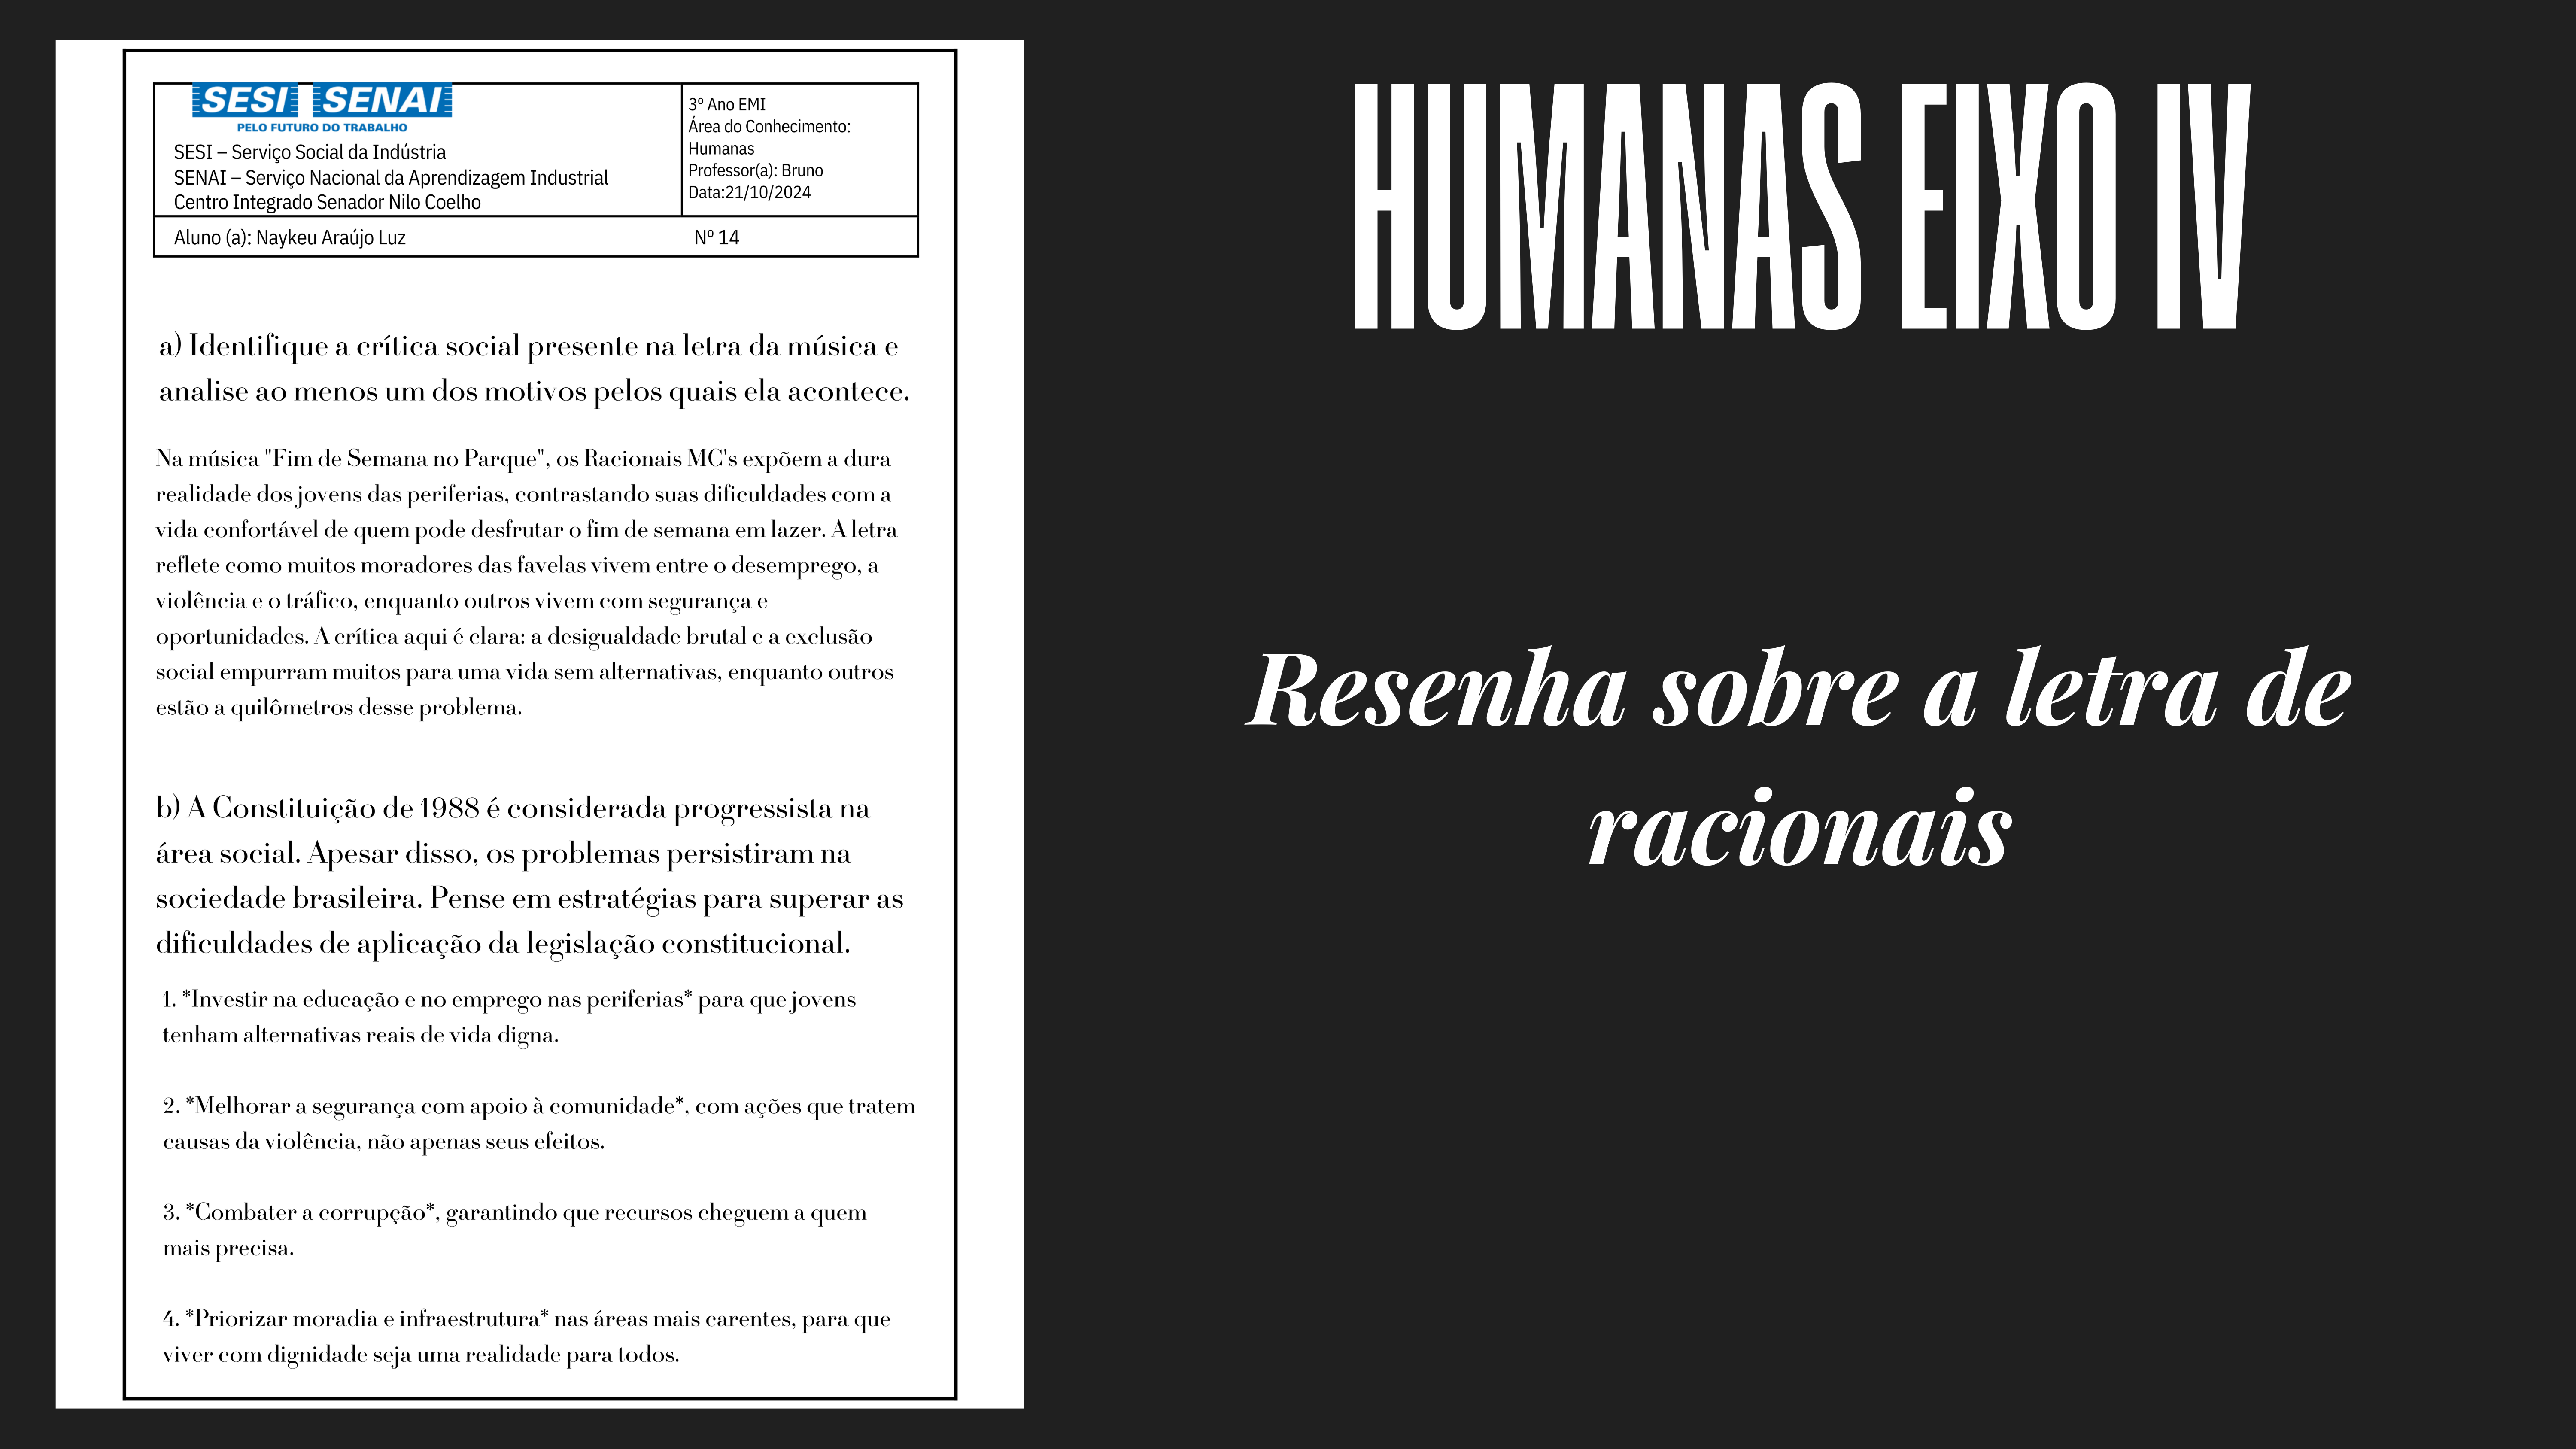 SESI SENAI
PELO FUTURO DO TRABALHO
SESI – Serviço Social da Indústria
SENAI – Serviço Nacional da Aprendizagem Industrial
Centro Integrado Senador Nilo Coelho
3º Ano EMI
Área do Conhecimento:
Humanas
Professor(a): Bruno
Data:21/10/2024
Aluno (a): Naykeu Araújo Luz
Nº 14
a) Identifique a crítica social presente na letra da música e
analise ao menos um dos motivos pelos quais ela acontece.
Na música "Fim de Semana no Parque", os Racionais MC's expõem a dura
realidade dos jovens das periferias, contrastando suas dificuldades com a
vida confortável de quem pode desfrutar o fim de semana em lazer. A letra
reflete como muitos moradores das favelas vivem entre o desemprego, a
violência e o tráfico, enquanto outros vivem com segurança e
oportunidades. A crítica aqui é clara: a desigualdade brutal e a exclusão
social empurram muitos para uma vida sem alternativas, enquanto outros
estão a quilômetros desse problema.
b) A Constituição de 1988 é considerada progressista na
área social. Apesar disso, os problemas persistiram na
sociedade brasileira. Pense em estratégias para superar as
dificuldades de aplicação da legislação constitucional.
1. *Investir na educação e no emprego nas periferias* para que jovens
tenham alternativas reais de vida digna.
2. *Melhorar a segurança com apoio à comunidade*, com ações que tratem
causas da violência, não apenas seus efeitos.
3. *Combater a corrupção*, garantindo que recursos cheguem a quem
mais precisa.
4. *Priorizar moradia e infraestrutura* nas áreas mais carentes, para que
viver com dignidade seja uma realidade para todos.
HUMANAS EIXO IV
Resenha sobre a letra de
racionais